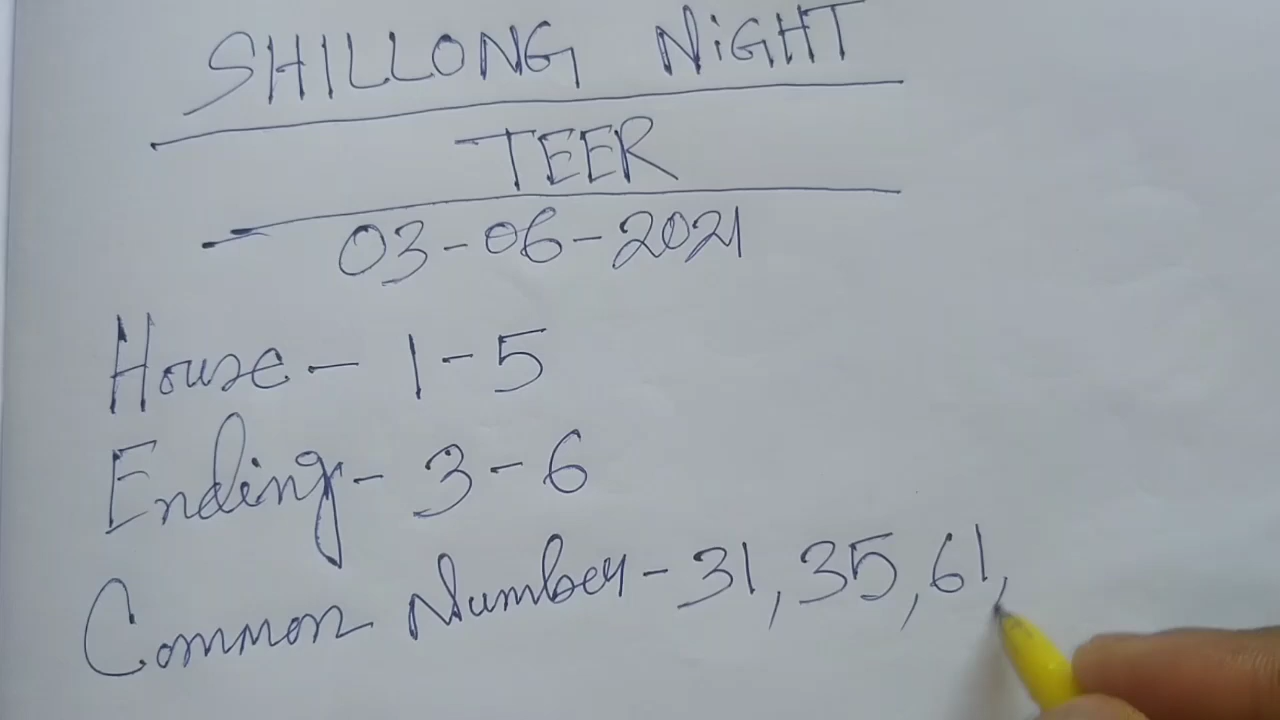 SHILLONG NiGHT
TEER
03-06-2021
House - 1-5
Ending - 3-6
Common Number - 31, 35, 61,